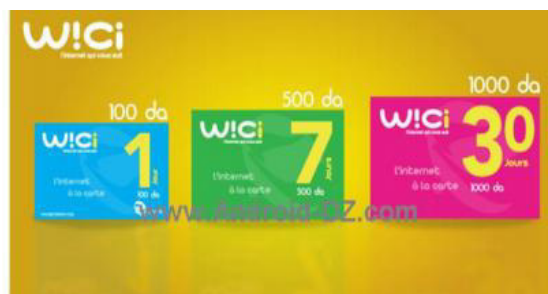 W!Ci
l'internet qui vous suit
100 da
500 da
1000 da
W!Ci
1
Jour
l'internet
à la carte
100 da
W!Ci
7
Jours
l'internet
à la carte
500 da
W!Ci
30
Jours
l'internet
à la carte
1000 da
www.Android-DZ.com